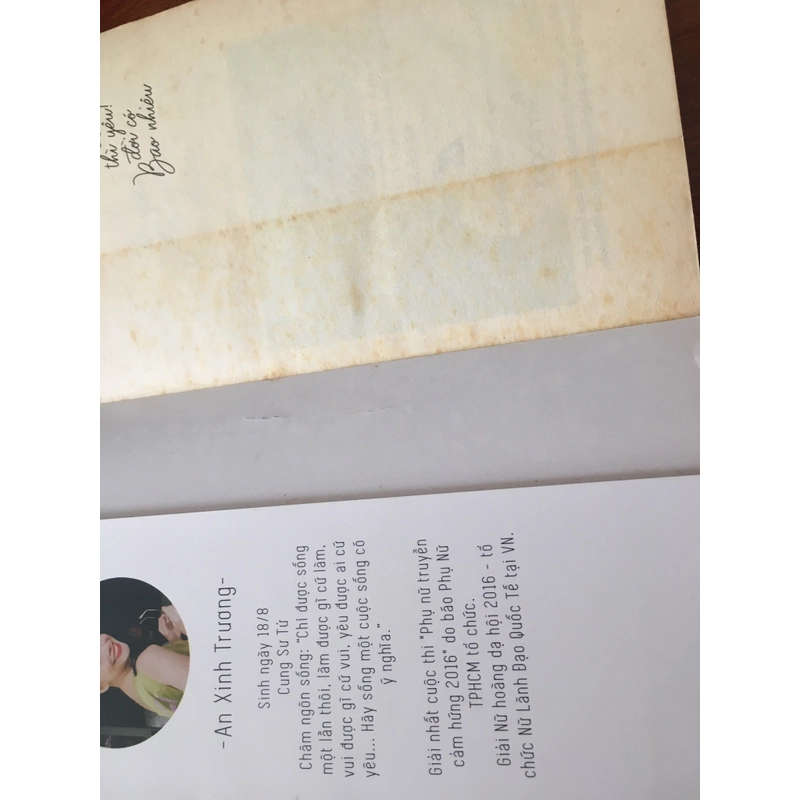 -An Xinh Trương-
Sinh ngày 18/8
Cung Sư Tử
Châm ngôn sống: "Chỉ được sống
một lần thôi, làm được gì cứ làm,
vui được gì cứ vui, yêu được ai cứ
yêu... Hãy sống một cuộc sống có
ý nghĩa."
Giải nhất cuộc thi "Phụ nữ truyền
cảm hứng 2016" do báo Phụ Nữ
TPHCM tổ chức.
Giải Nữ hoàng dạ hội 2016 - tổ
chức Nữ Lãnh Đạo Quốc Tế tại VN.
thì yêu!
đời có
Bao nhiêu